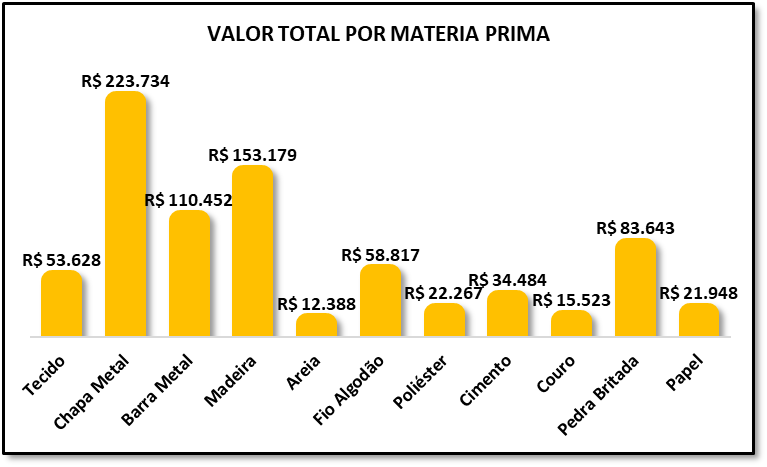 VALOR TOTAL POR MATERIA PRIMA
R$ 53.628
R$ 223.734
R$ 110.452
R$ 153.179
R$ 12.388
R$ 58.817
R$ 22.267
R$ 34.484
R$ 15.523
R$ 83.643
R$ 21.948
Tecido
Chapa Metal
Barra Metal
Madeira
Areia
Fio Algodão
Poliéster
Cimento
Couro
Pedra Britada
Papel